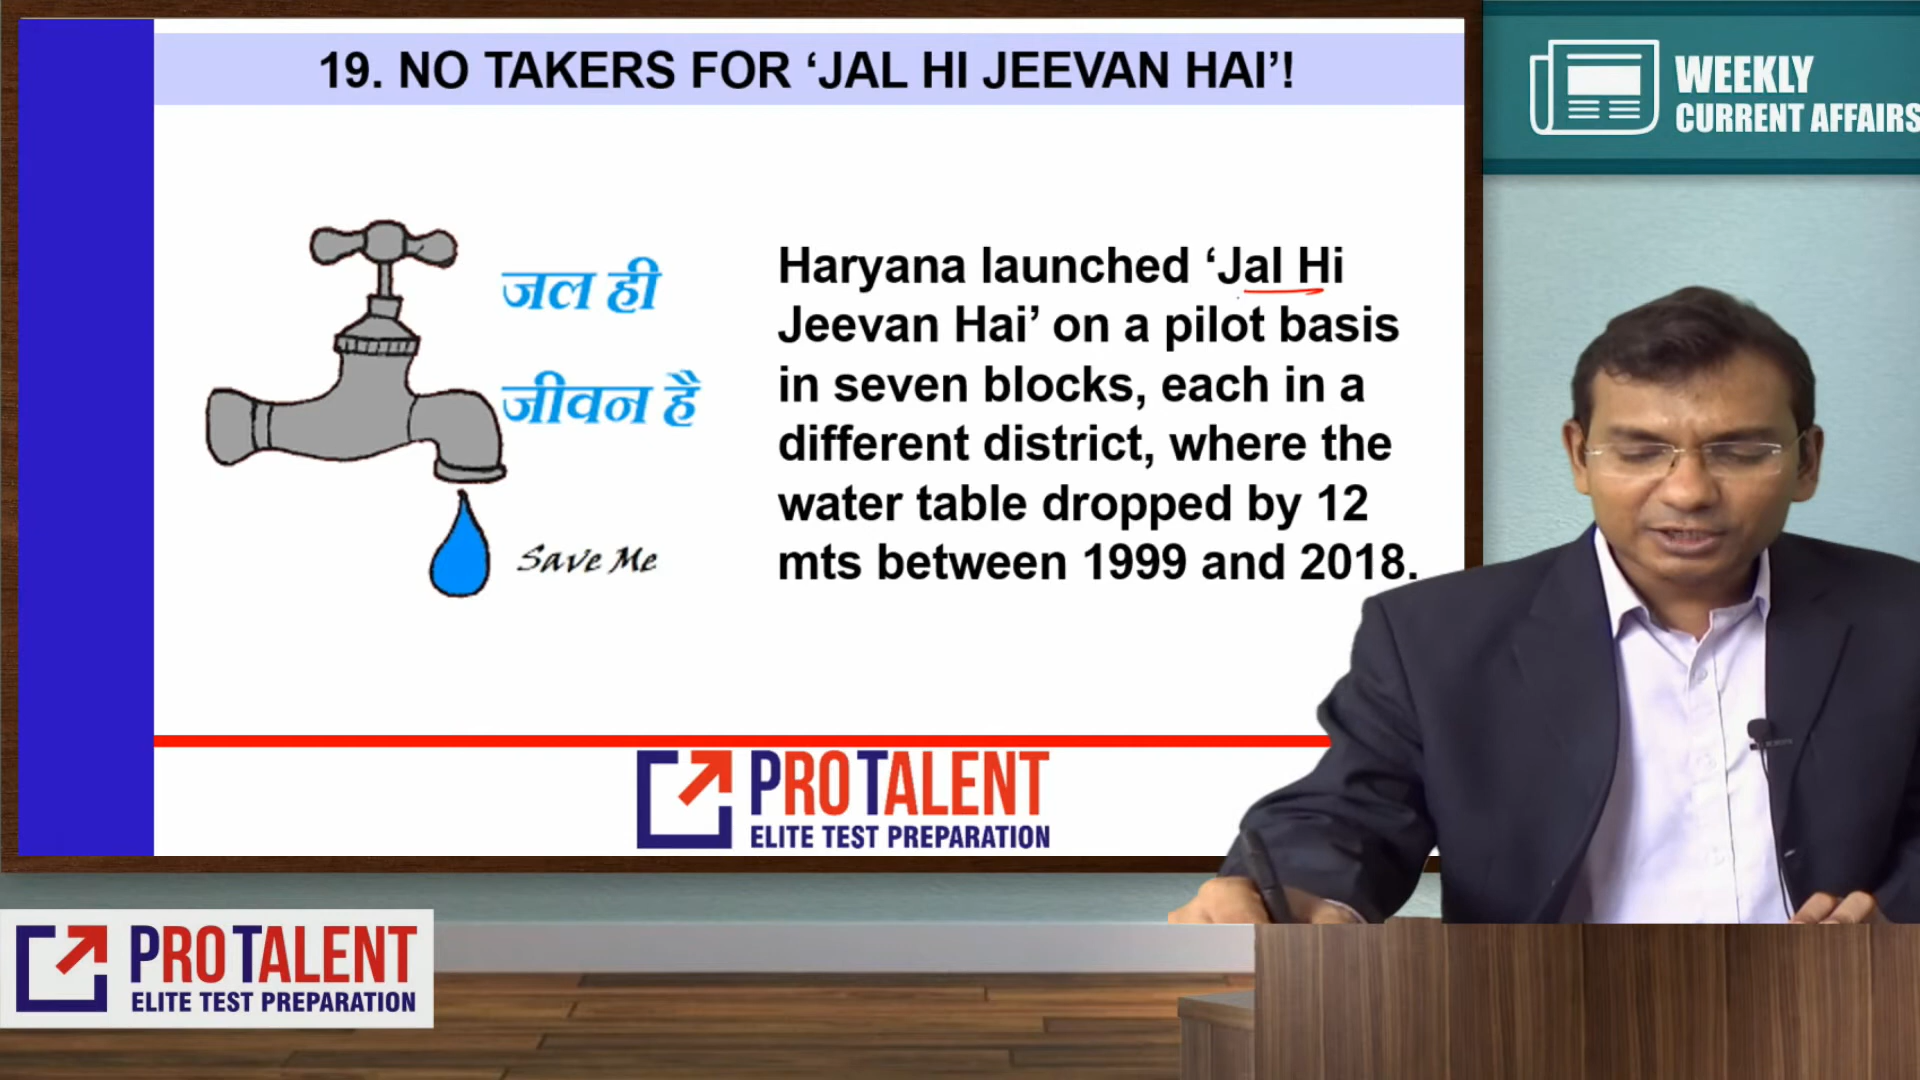 19. NO TAKERS FOR ‘JAL HI JEEVAN HAI’!
WEEKLY
CURRENT AFFAIRS
जल ही
जीवन है
Save Me
Haryana launched ‘Jal Hi
Jeevan Hai’ on a pilot basis
in seven blocks, each in a
different district, where the
water table dropped by 12
mts between 1999 and 2018.
PROTALENT
ELITE TEST PREPARATION
PROTALENT
ELITE TEST PREPARATION